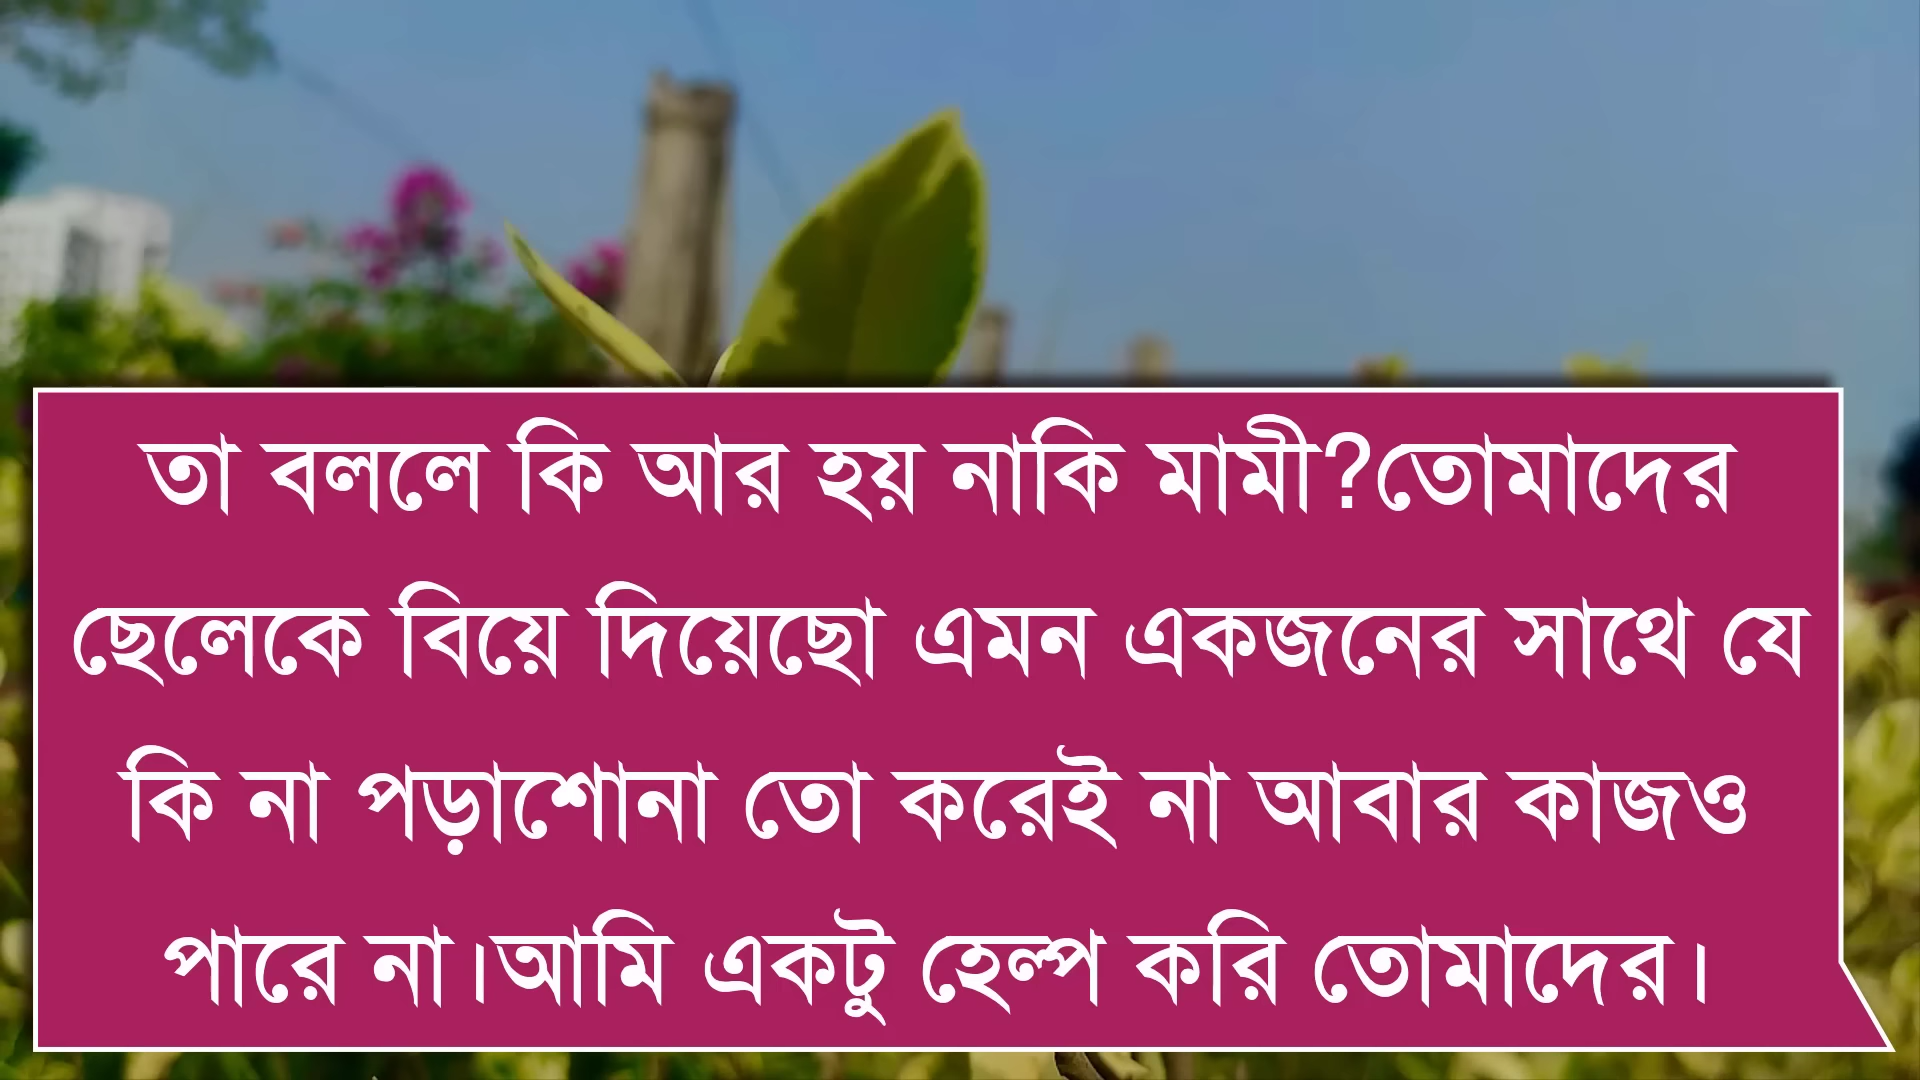 তা বললে কি আর হয় নাকি মামী?তোমাদের
ছেলেকে বিয়ে দিয়েছো এমন একজনের সাথে যে
কি না পড়াশোনা তো করেই না আবার কাজও
পারে না।আমি একটু হেল্প করি তোমাদের।